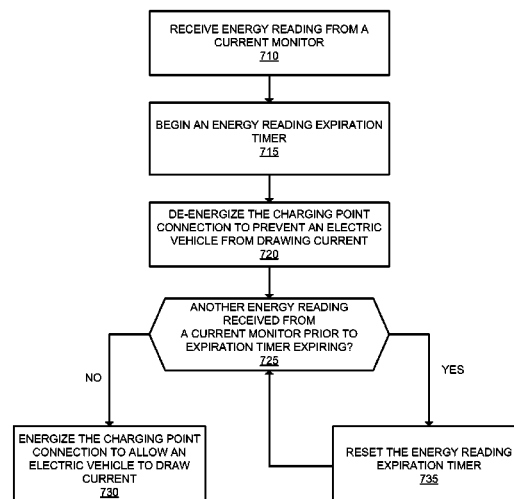 RECEIVE ENERGY READING FROM A
CURRENT MONITOR
710
BEGIN AN ENERGY READING EXPIRATION
TIMER
715
DE-ENERGIZE THE CHARGING POINT
CONNECTION TO PREVENT AN ELECTRIC
VEHICLE FROM DRAWING CURRENT
720
ANOTHER ENERGY READING
RECEIVED FROM
A CURRENT MONITOR PRIOR TO
EXPIRATION TIMER EXPIRING?
725
NO
YES
ENERGIZE THE CHARGING POINT
CONNECTION TO ALLOW AN
ELECTRIC VEHICLE TO DRAW
CURRENT
730
RESET THE ENERGY READING
EXPIRATION TIMER
735